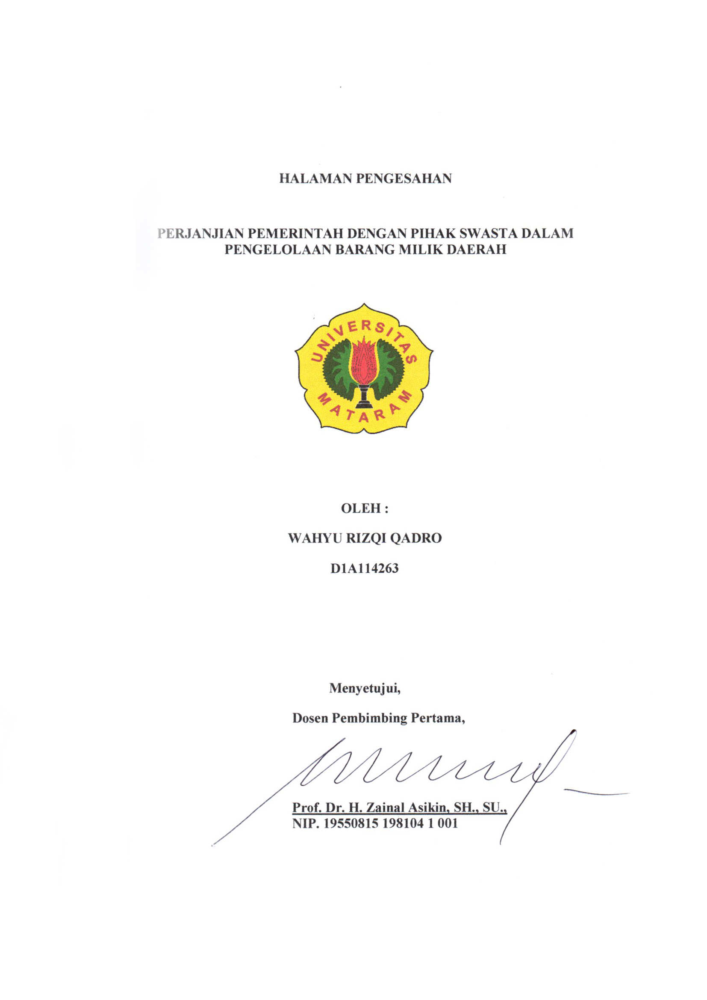 HALAMAN PENGESAHAN
PERJANJIAN PEMERINTAH DENGAN PIHAK SWASTA DALAM
PENGELOLAAN BARANG MILIK DAERAH
UNIVERSITAS
MATARAM
OLEH :
WAHYU RIZQI QADRO
D1A114263
Menyetujui,
Dosen Pembimbing Pertama,
Prof. Dr. H. Zainal Asikin, SH., SU.,
NIP. 19550815 198104 1 001